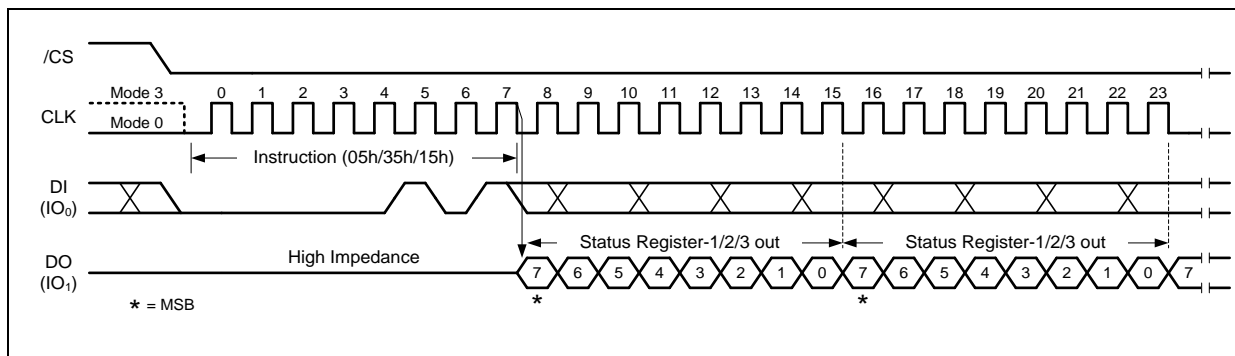 /CS
Mode 3 0 1 2 3 4 5 6 7 8 9 10 11 12 13 14 15 16 17 18 19 20 21 22 23
CLK
Mode 0
Instruction (05h/35h/15h)
DI
(IO0)
Status Register-1/2/3 out Status Register-1/2/3 out
High Impedance
DO
(IO1)
7 6 5 4 3 2 1 0 7 6 5 4 3 2 1 0 7
* *
* = MSB